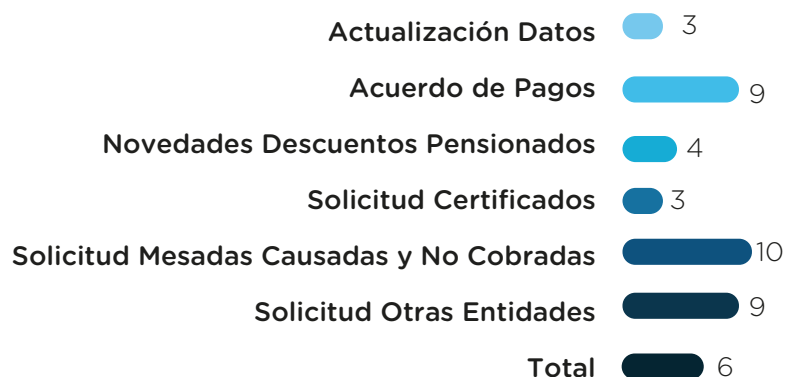 Actualización Datos 3
Acuerdo de Pagos 9
Novedades Descuentos Pensionados 4
Solicitud Certificados 3
Solicitud Mesadas Causadas y No Cobradas 10
Solicitud Otras Entidades 9
Total 6